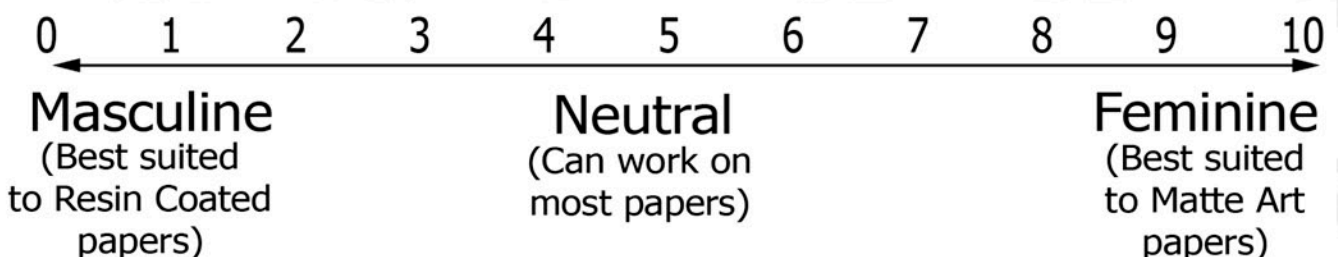 0 1 2 3 4 5 6 7 8 9 10
Masculine Neutral Feminine
(Best suited (Can work on (Best suited
to Resin Coated most papers) to Matte Art
papers) papers)